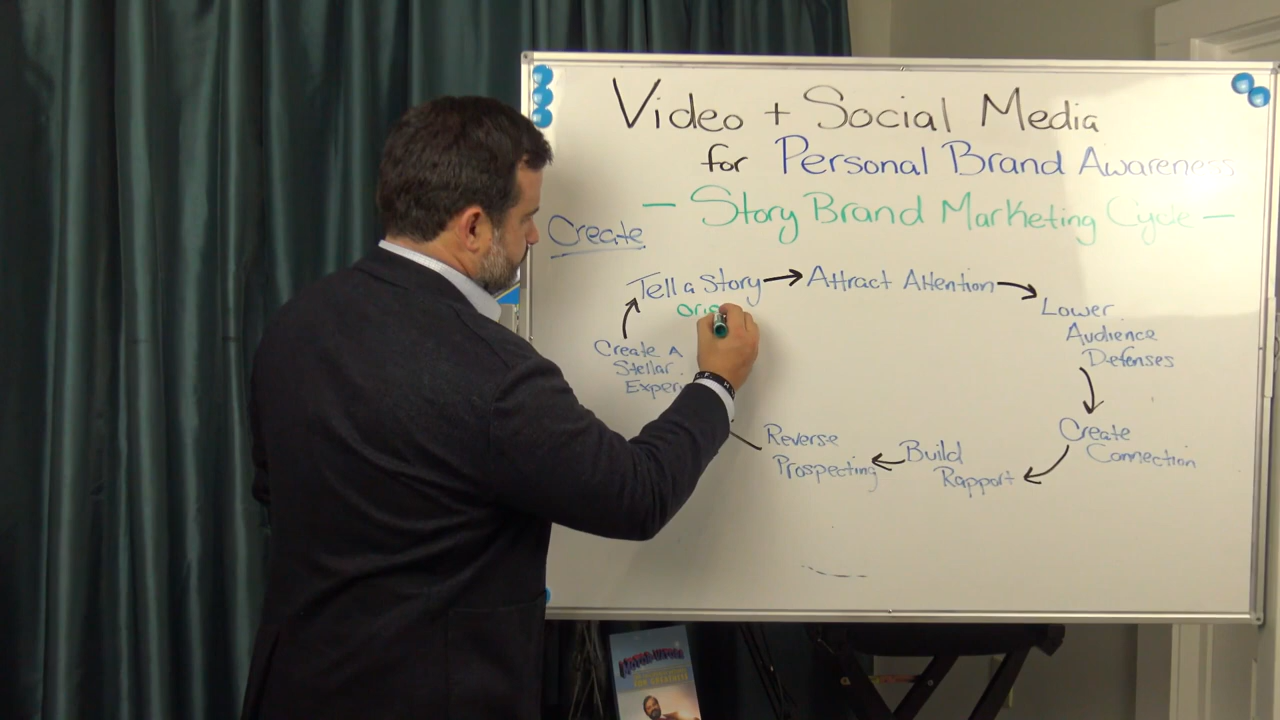 Video + Social Media
for Personal Brand Awareness
- Story Brand Marketing Cycle -
Create
Tell a Story
Attract Attention
Lower
Audience
Defenses
Create
Connection
Build
Rapport
Reverse
Prospecting
Create A
Stellar